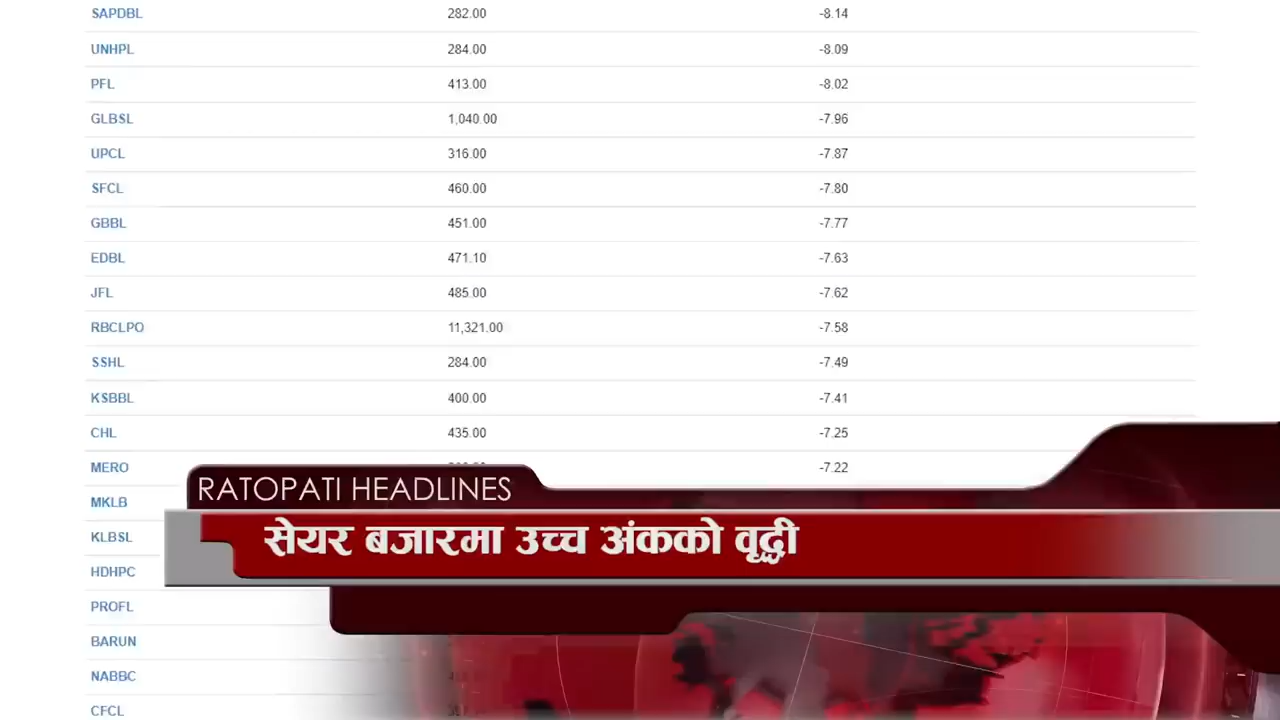 SAPDBL 282.00 -8.14
UNHPL 284.00 -8.09
PFL 413.00 -8.02
GLBSL 1,040.00 -7.96
UPCL 316.00 -7.87
SFCL 460.00 -7.80
GBBL 451.00 -7.77
EDBL 471.10 -7.63
JFL 485.00 -7.62
RBCLPO 11,321.00 -7.58
SSHL 284.00 -7.49
KSBBL 400.00 -7.41
CHL 435.00 -7.25
MERO -7.22
RATOPATI HEADLINES
MKLB
KLBSL
सेयर बजारमा उच्च अंकको वृद्धी
HDHPC
PROFL
BARUN
NABBC
CFCL